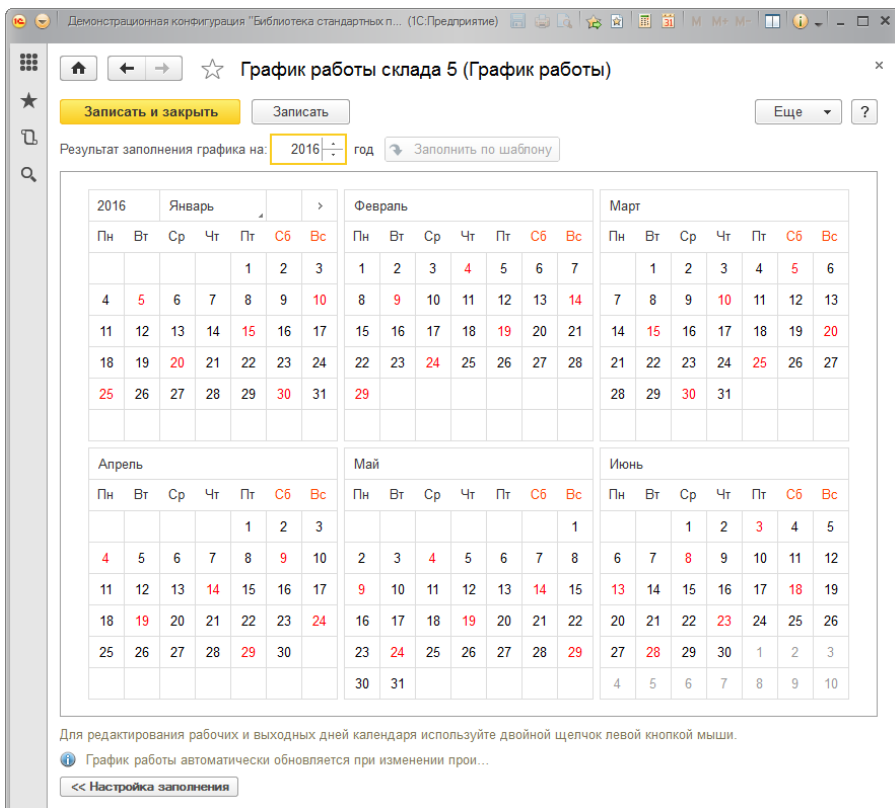 Демонстрационная конфигурация "Библиотека стандартных п... (1С:Предприятие) M M+ M-
График работы склада 5 (График работы)
Записать и закрыть Записать Еще ?
Результат заполнения графика на: 2016 год Заполнить по шаблону
2016 Январь > Февраль Март
Пн Вт Ср Чт Пт Сб Вс Пн Вт Ср Чт Пт Сб Вс Пн Вт Ср Чт Пт Сб Вс
1 2 3 1 2 3 4 5 6 7 1 2 3 4 5 6
4 5 6 7 8 9 10 8 9 10 11 12 13 14 7 8 9 10 11 12 13
11 12 13 14 15 16 17 15 16 17 18 19 20 21 14 15 16 17 18 19 20
18 19 20 21 22 23 24 22 23 24 25 26 27 28 21 22 23 24 25 26 27
25 26 27 28 29 30 31 29 28 29 30 31
Апрель Май Июнь
Пн Вт Ср Чт Пт Сб Вс Пн Вт Ср Чт Пт Сб Вс Пн Вт Ср Чт Пт Сб Вс
1 2 3 1 1 2 3 4 5
4 5 6 7 8 9 10 2 3 4 5 6 7 8 6 7 8 9 10 11 12
11 12 13 14 15 16 17 9 10 11 12 13 14 15 13 14 15 16 17 18 19
18 19 20 21 22 23 24 16 17 18 19 20 21 22 20 21 22 23 24 25 26
25 26 27 28 29 30 23 24 25 26 27 28 29 27 28 29 30 1 2 3
30 31 4 5 6 7 8 9 10
Для редактирования рабочих и выходных дней календаря используйте двойной щелчок левой кнопкой мыши.
График работы автоматически обновляется при изменении прои...
<< Настройка заполнения